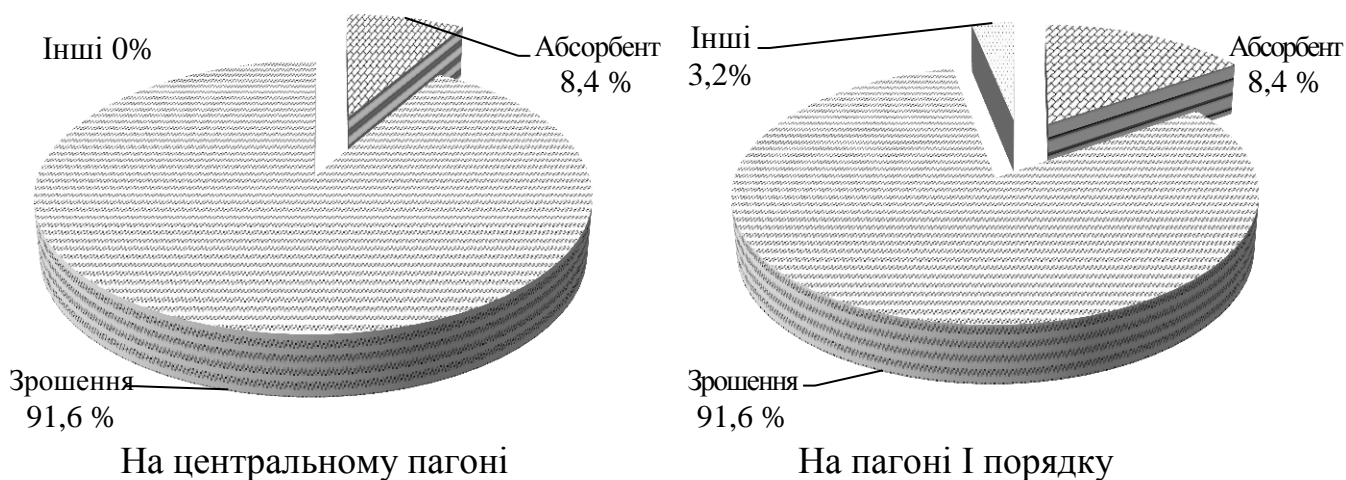 Інші 0%
Абсорбент
8,4 %
Зрошення
91,6 %
На центральному пагоні
Інші
3,2%
Абсорбент
8,4 %
Зрошення
91,6 %
На пагоні І порядку